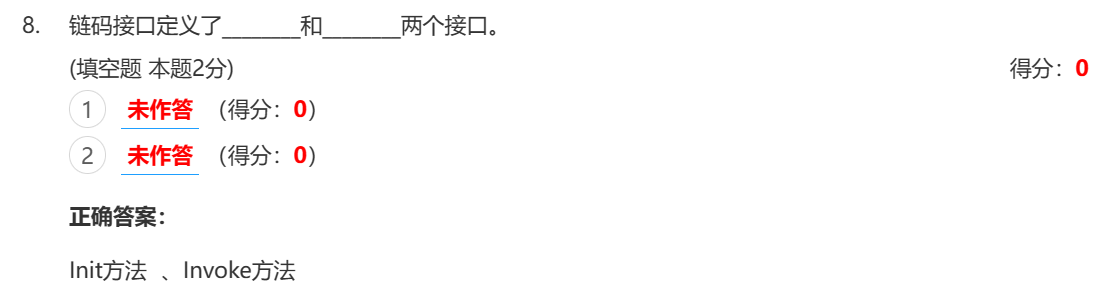 8. 链码接口定义了________和________两个接口。
(填空题 本题2分) 得分：0
1 未作答 (得分：0)
2 未作答 (得分：0)
正确答案：
Init方法 、Invoke方法